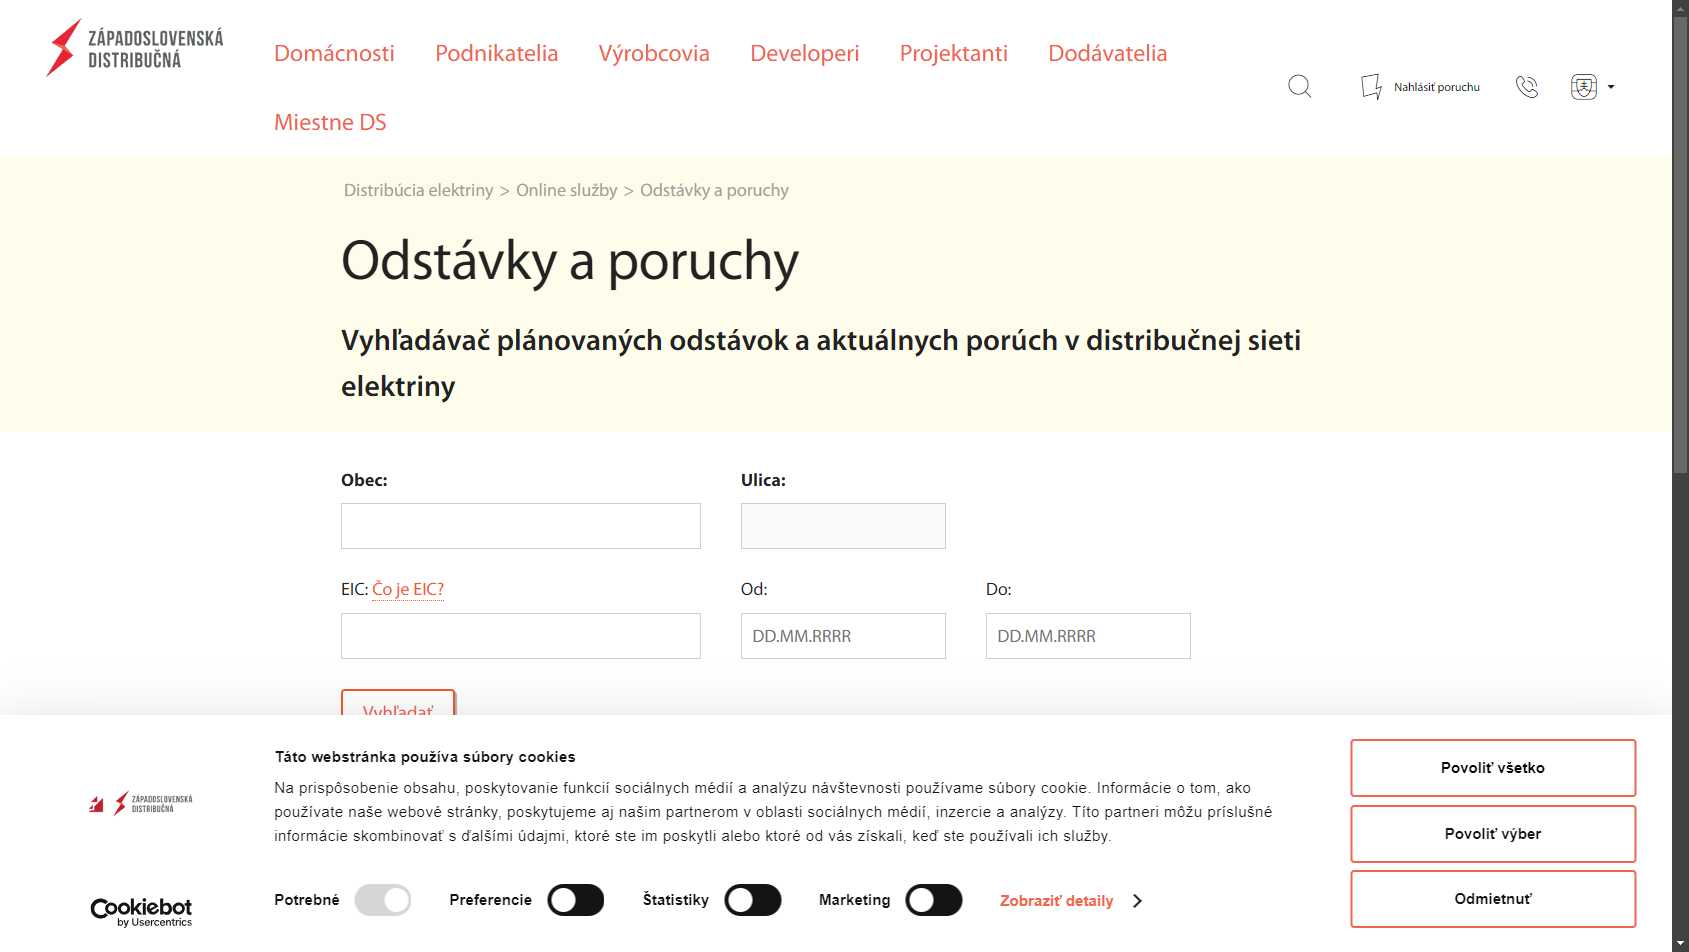 ZÁPADOSLOVENSKÁ
DISTRIBUČNÁ
Domácnosti Podnikatelia Výrobcovia Developeri Projektanti Dodávatelia
Miestne DS
Nahlásiť poruchu
Distribúcia elektriny > Online služby > Odstávky a poruchy
Odstávky a poruchy
Vyhľadávač plánovaných odstávok a aktuálnych porúch v distribučnej sieti
elektriny
Obec: Ulica:
EIC: Čo je EIC? Od: Do:
DD.MM.RRRR DD.MM.RRRR
Vyhľadať
Táto webstránka používa súbory cookies
Na prispôsobenie obsahu, poskytovanie funkcií sociálnych médií a analýzu návštevnosti používame súbory cookie. Informácie o tom, ako
používate naše webové stránky, poskytujeme aj našim partnerom v oblasti sociálnych médií, inzercie a analýzy. Títo partneri môžu príslušné
informácie skombinovať s ďalšími údajmi, ktoré ste im poskytli alebo ktoré od vás získali, keď ste používali ich služby.
ZÁPADOSLOVENSKÁ
DISTRIBUČNÁ
Potrebné Preferencie Štatistiky Marketing Zobraziť detaily
Cookiebot
by Usercentrics
Povoliť všetko
Povoliť výber
Odmietnuť